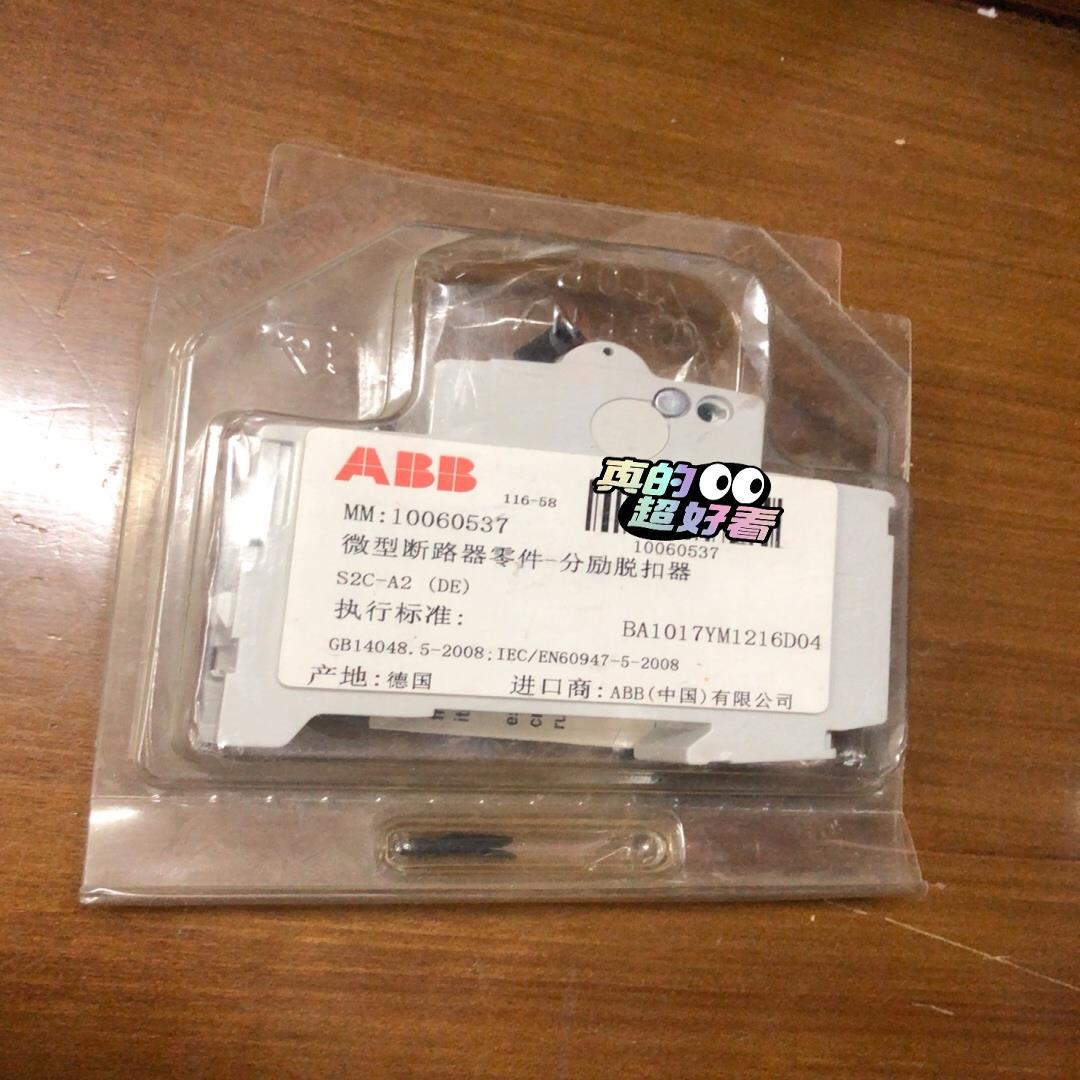 ABB
116-58
真的
超好看
MM:10060537
10060537
微型断路器零件-分励脱扣器
S2C-A2 (DE)
执行标准:
BA1017YM1216D04
GB14048.5-2008;IEC/EN60947-5-2008
产地:德国
进口商:ABB(中国)有限公司